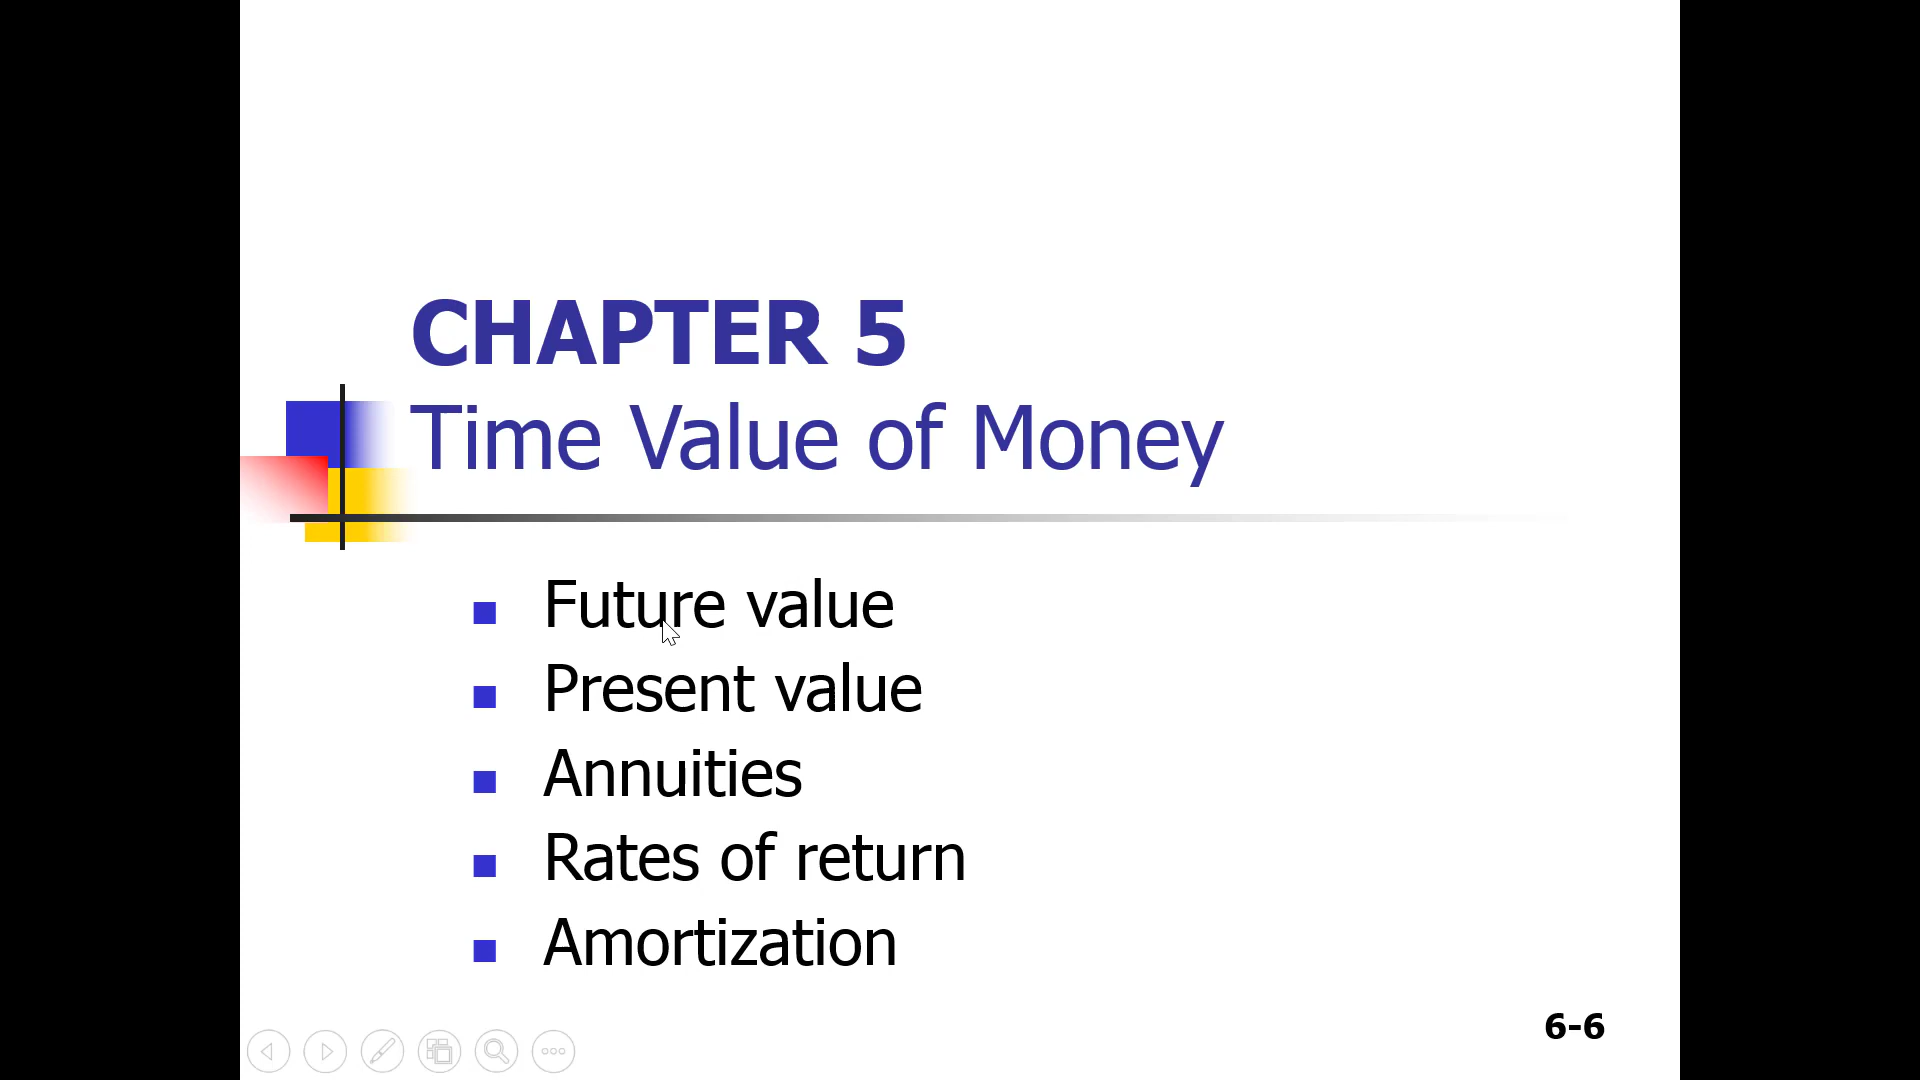 CHAPTER 5
Time Value of Money
Future value
Present value
Annuities
Rates of return
Amortization
6-6